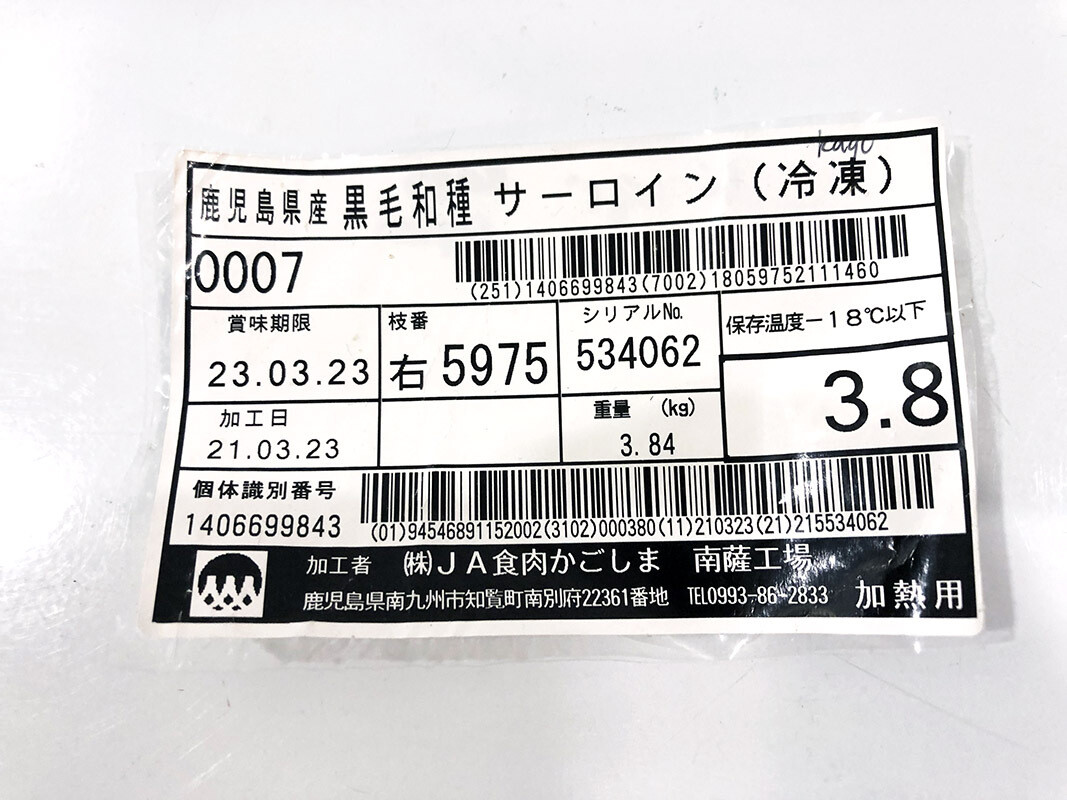 kago
鹿児島県産 黒毛和種 サーロイン（冷凍）
0007
(251)1406699843(7002)18059752111460
賞味期限
23.03.23
枝番
右 5975
シリアル№
534062
保存温度－18℃以下
3.8
加工日
21.03.23
重量 (kg)
3.84
個体識別番号
1406699843
(01)94546891152002(3102)000380(11)210323(21)215534062
加工者 ㈱JA食肉かごしま 南薩工場
鹿児島県南九州市知覧町南別府22361番地 TEL0993-86-2833 加熱用